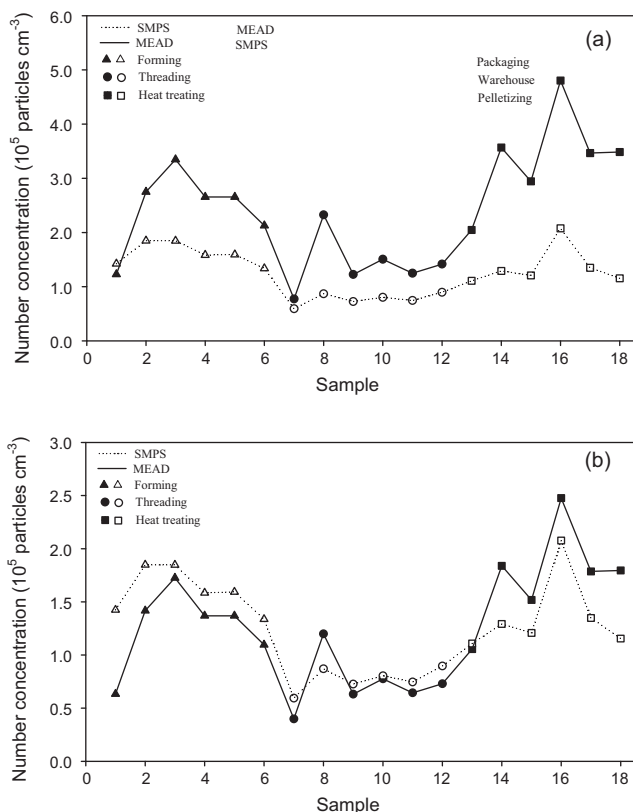 6.0
5.0
4.0
3.0
2.0
1.0
0.0
Number concentration (10⁵ particles cm⁻³)
SMPS
MEAD
MEAD
SMPS
Forming
Threading
Heat treating
(a)
Packaging
Warehouse
Pelletizing
0 2 4 6 8 10 12 14 16 18
Sample
3.0
2.5
2.0
1.5
1.0
0.5
0.0
Number concentration (10⁵ particles cm⁻³)
SMPS
MEAD
Forming
Threading
Heat treating
(b)
0 2 4 6 8 10 12 14 16 18
Sample